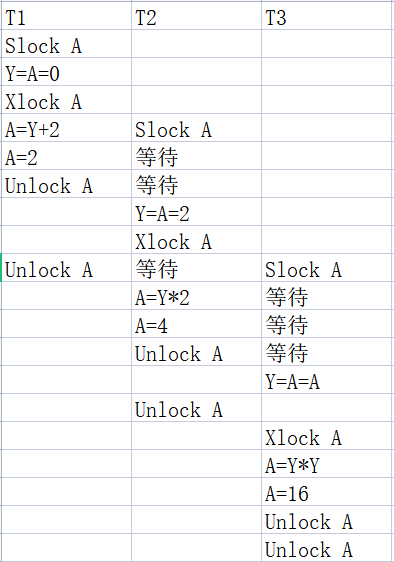 T1 T2 T3
Slock A
Y=A=0
Xlock A
A=Y+2 Slock A
A=2 等待
Unlock A 等待
Y=A=2
Xlock A
Unlock A 等待 Slock A
A=Y*2 等待
A=4 等待
Unlock A 等待
Y=A=A
Unlock A
Xlock A
A=Y*Y
A=16
Unlock A
Unlock A